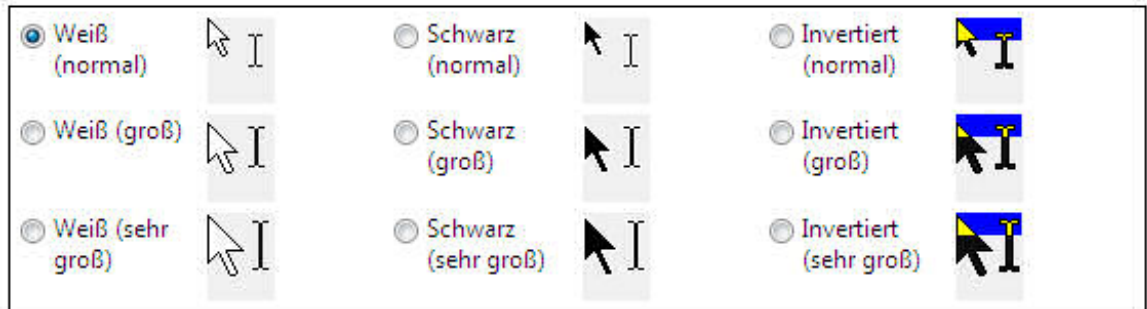 Weiß
(normal)
Schwarz
(normal)
Invertiert
(normal)
Weiß (groß)
Schwarz
(groß)
Invertiert
(groß)
Weiß (sehr
groß)
Schwarz
(sehr groß)
Invertiert
(sehr groß)